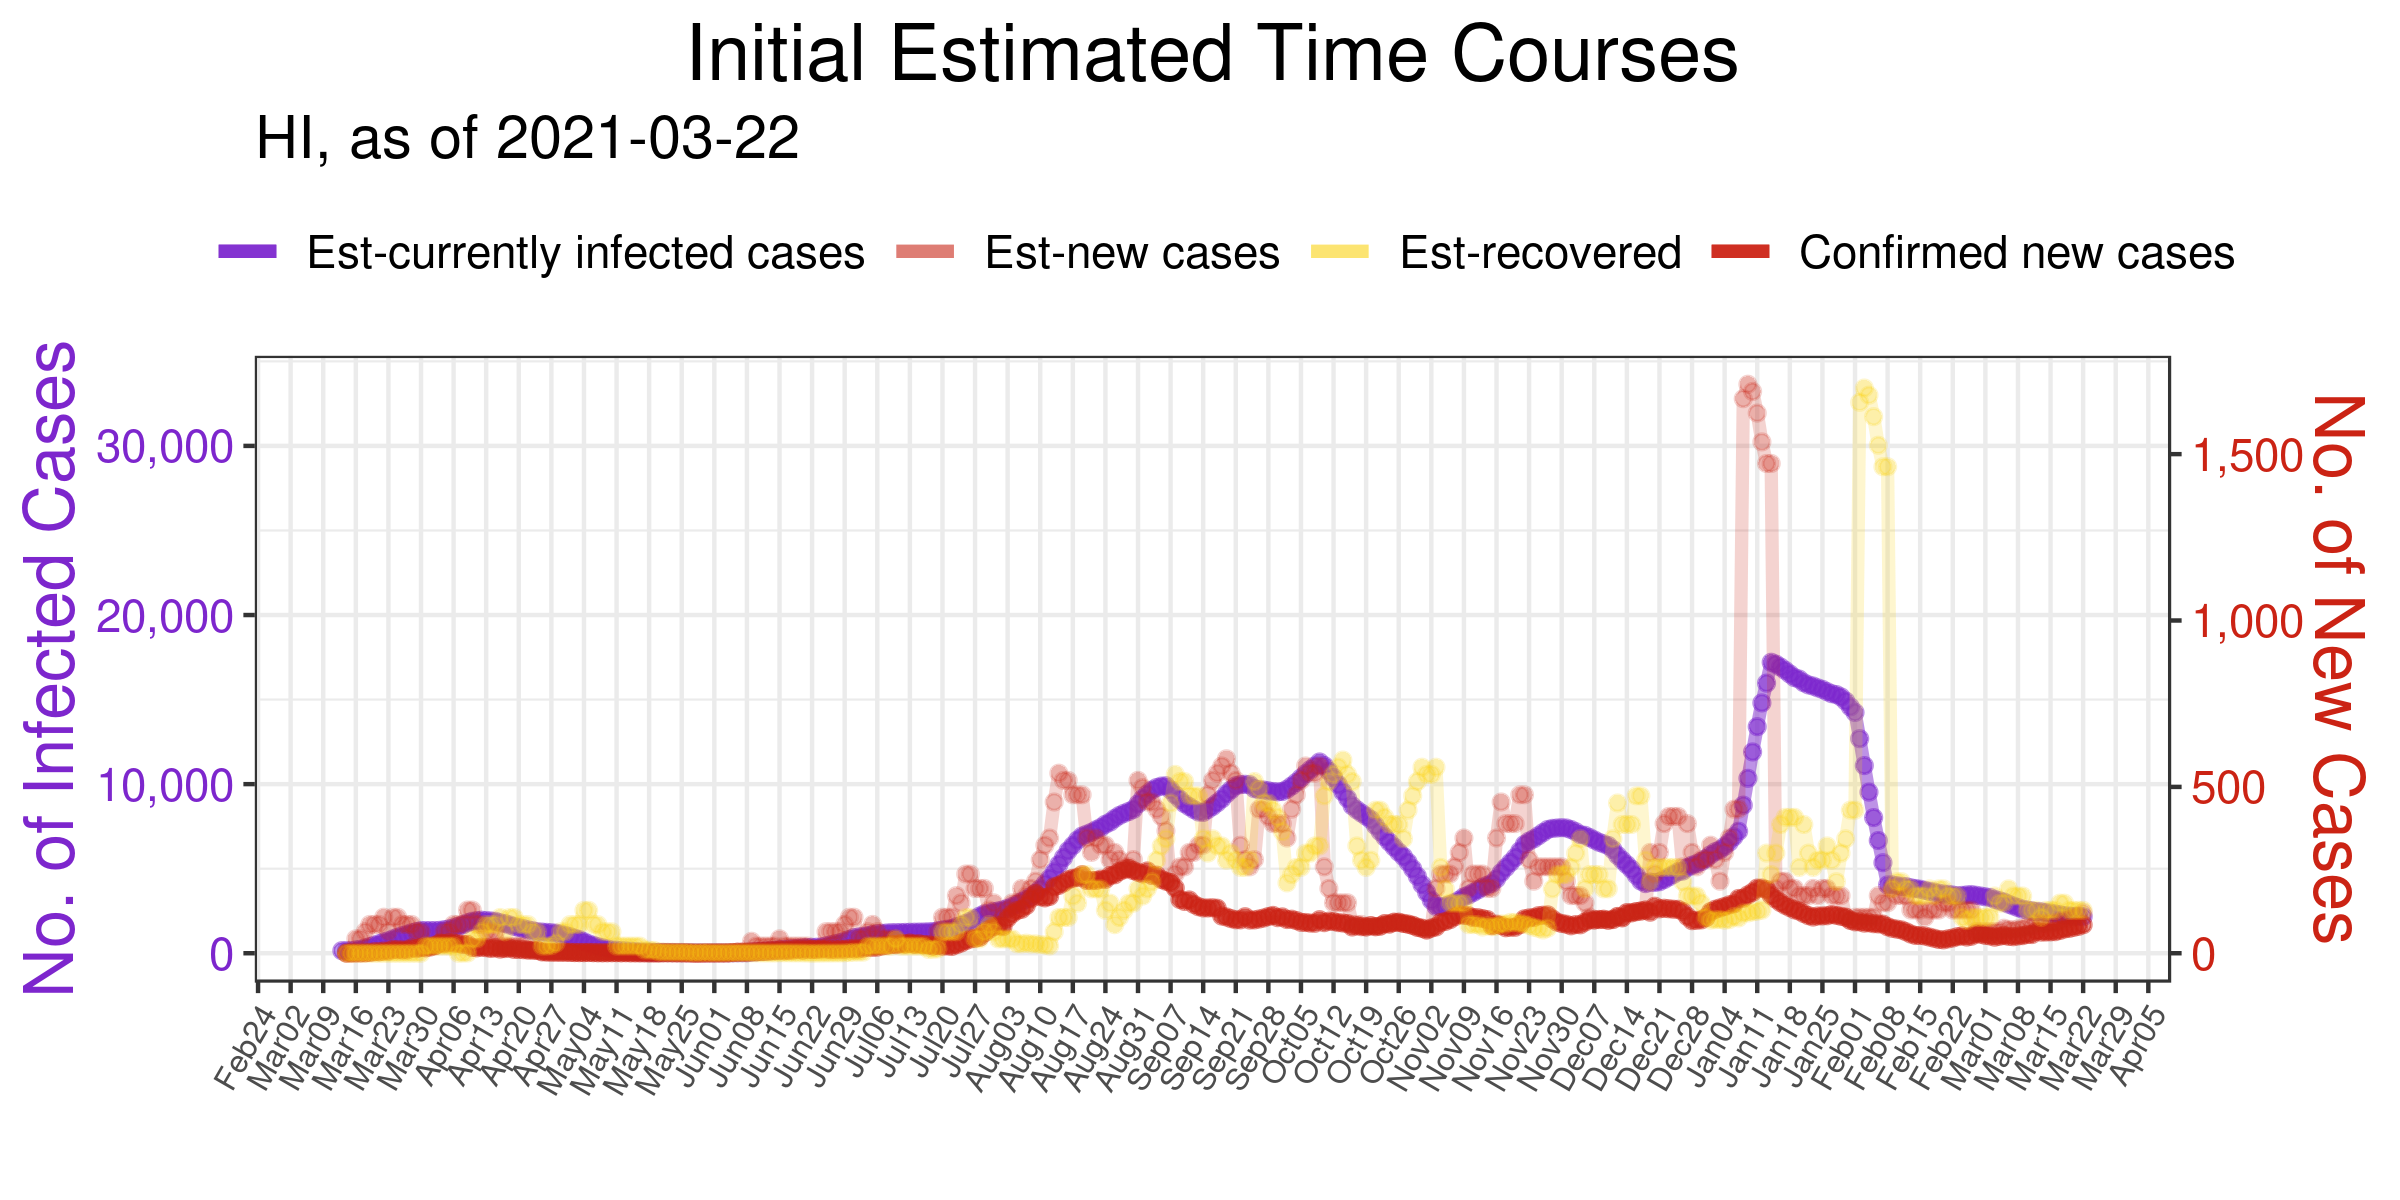 Initial Estimated Time Courses
HI, as of 2021-03-22
Est-currently infected cases Est-new cases Est-recovered Confirmed new cases
No. of Infected Cases
30,000
20,000
10,000
0
1,500
1,000
500
0
No. of New Cases
Feb24 Mar02 Mar09 Mar16 Mar23 Mar30 Apr06 Apr13 Apr20 Apr27 May04 May11 May18 May25 Jun01 Jun08 Jun15 Jun22 Jun29 Jul06 Jul13 Jul20 Jul27 Aug03 Aug10 Aug17 Aug24 Aug31 Sep07 Sep14 Sep21 Sep28 Oct05 Oct12 Oct19 Oct26 Nov02 Nov09 Nov16 Nov23 Nov30 Dec07 Dec14 Dec21 Dec28 Jan04 Jan11 Jan18 Jan25 Feb01 Feb08 Feb15 Feb22 Mar01 Mar08 Mar15 Mar22 Mar29 Apr05